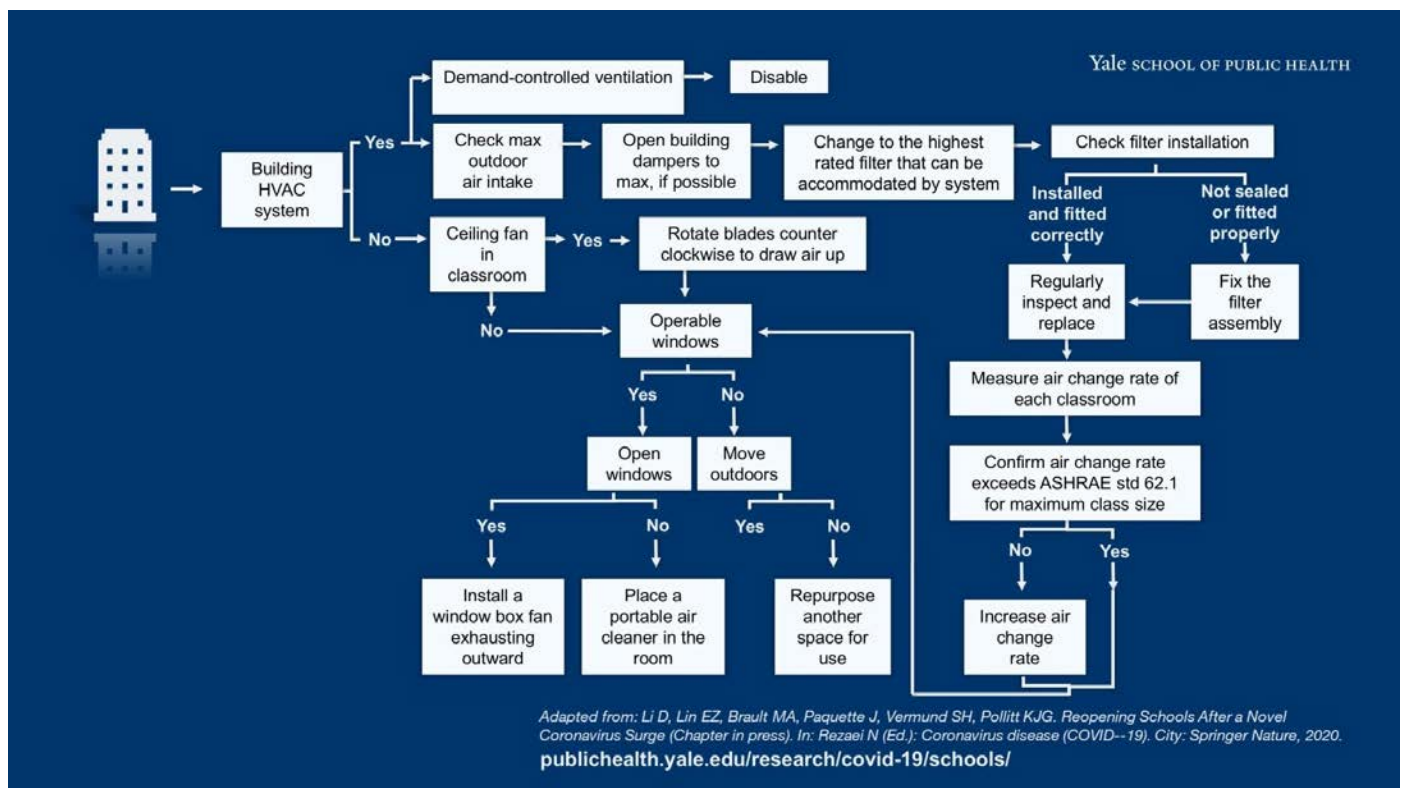 Yale SCHOOL OF PUBLIC HEALTH
Demand-controlled ventilation
Disable
Building
HVAC
system
Yes
Check max
outdoor
air intake
Open building
dampers to
max, if possible
Change to the highest
rated filter that can be
accommodated by system
Check filter installation
Installed
and fitted
correctly
Not sealed
or fitted
properly
No
Ceiling fan
in
classroom
Yes
Rotate blades counter
clockwise to draw air up
Regularly
inspect and
replace
Fix the
filter
assembly
No
Operable
windows
Measure air change rate of
each classroom
Yes
No
Open
windows
Move
outdoors
Confirm air change rate
exceeds ASHRAE std 62.1
for maximum class size
Yes
No
Yes
No
No
Yes
Install a
window box fan
exhausting
outward
Place a
portable air
cleaner in the
room
Repurpose
another
space for
use
Increase air
change
rate
Adapted from: Li D, Lin EZ, Brault MA, Paquette J, Vermund SH, Pollitt KJG. Reopening Schools After a Novel
Coronavirus Surge (Chapter in press). In: Rezaei N (Ed.): Coronavirus disease (COVID--19). City: Springer Nature, 2020.
publichealth.yale.edu/research/covid-19/schools/